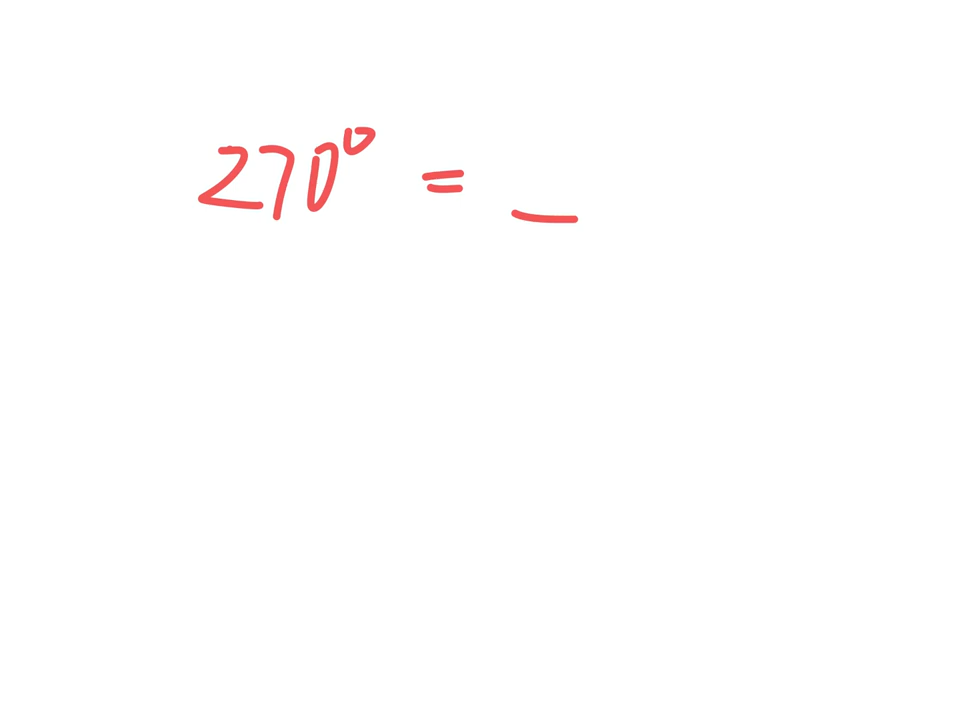 270° = _